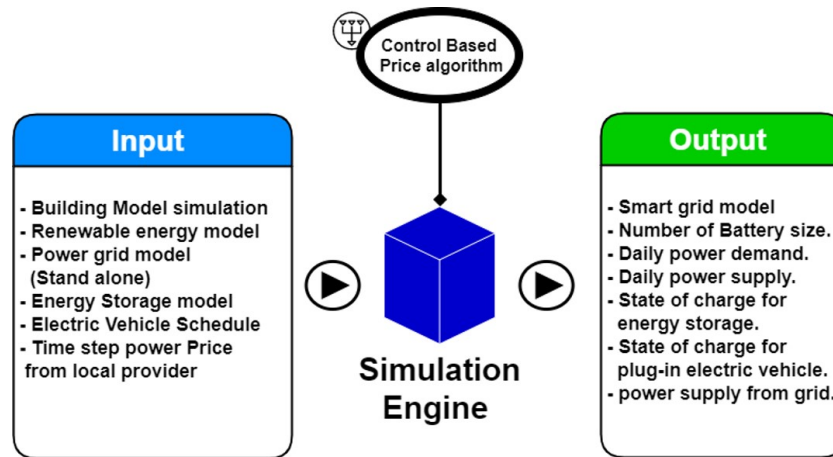 Control Based
Price algorithm
Input
- Building Model simulation
- Renewable energy model
- Power grid model
(Stand alone)
- Energy Storage model
- Electric Vehicle Schedule
- Time step power Price
from local provider
Simulation
Engine
Output
- Smart grid model
- Number of Battery size.
- Daily power demand.
- Daily power supply.
- State of charge for
energy storage.
- State of charge for
plug-in electric vehicle.
- power supply from grid.